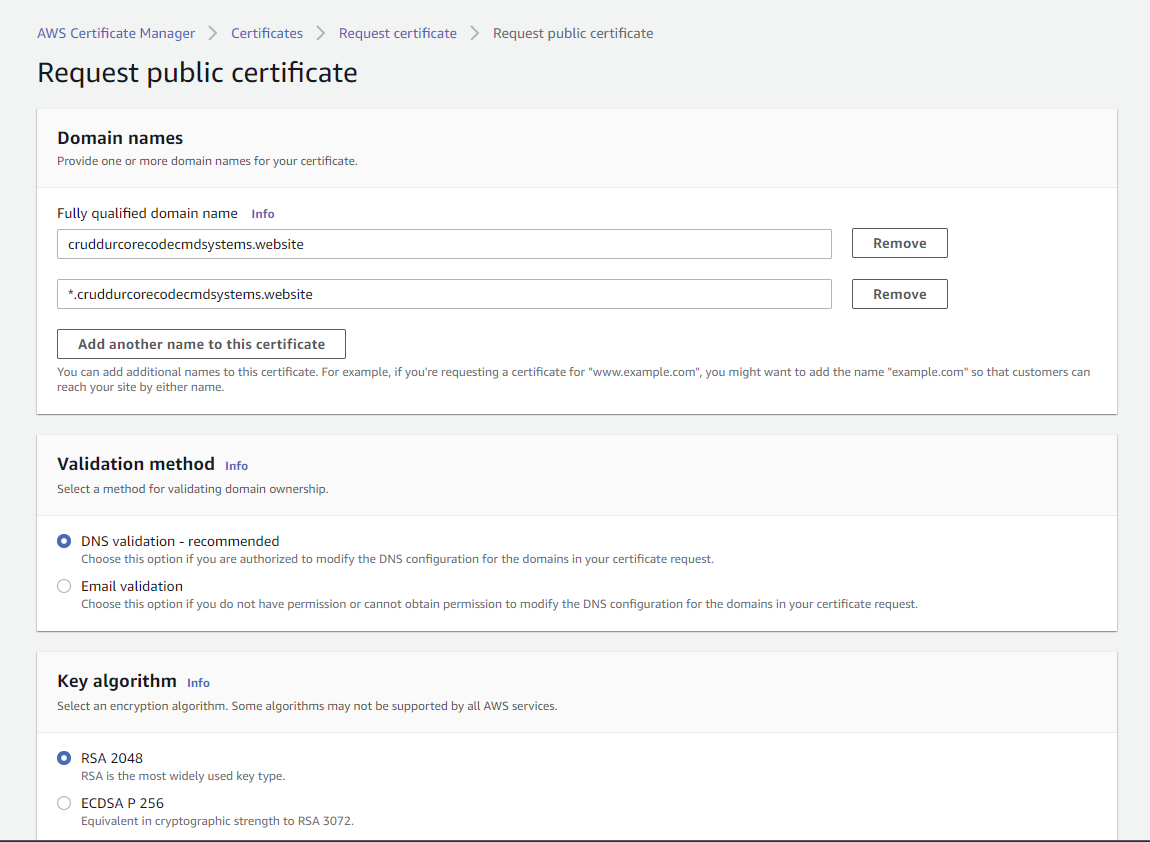 AWS Certificate Manager > Certificates > Request certificate > Request public certificate
Request public certificate
Domain names
Provide one or more domain names for your certificate.
Fully qualified domain name Info
cruddurcorecodecmdsystems.website
Remove
*.cruddurcorecodecmdsystems.website
Remove
Add another name to this certificate
You can add additional names to this certificate. For example, if you're requesting a certificate for "www.example.com", you might want to add the name "example.com" so that customers can
reach your site by either name.
Validation method Info
Select a method for validating domain ownership.
DNS validation - recommended
Choose this option if you are authorized to modify the DNS configuration for the domains in your certificate request.
Email validation
Choose this option if you do not have permission or cannot obtain permission to modify the DNS configuration for the domains in your certificate request.
Key algorithm Info
Select an encryption algorithm. Some algorithms may not be supported by all AWS services.
RSA 2048
RSA is the most widely used key type.
ECDSA P 256
Equivalent in cryptographic strength to RSA 3072.